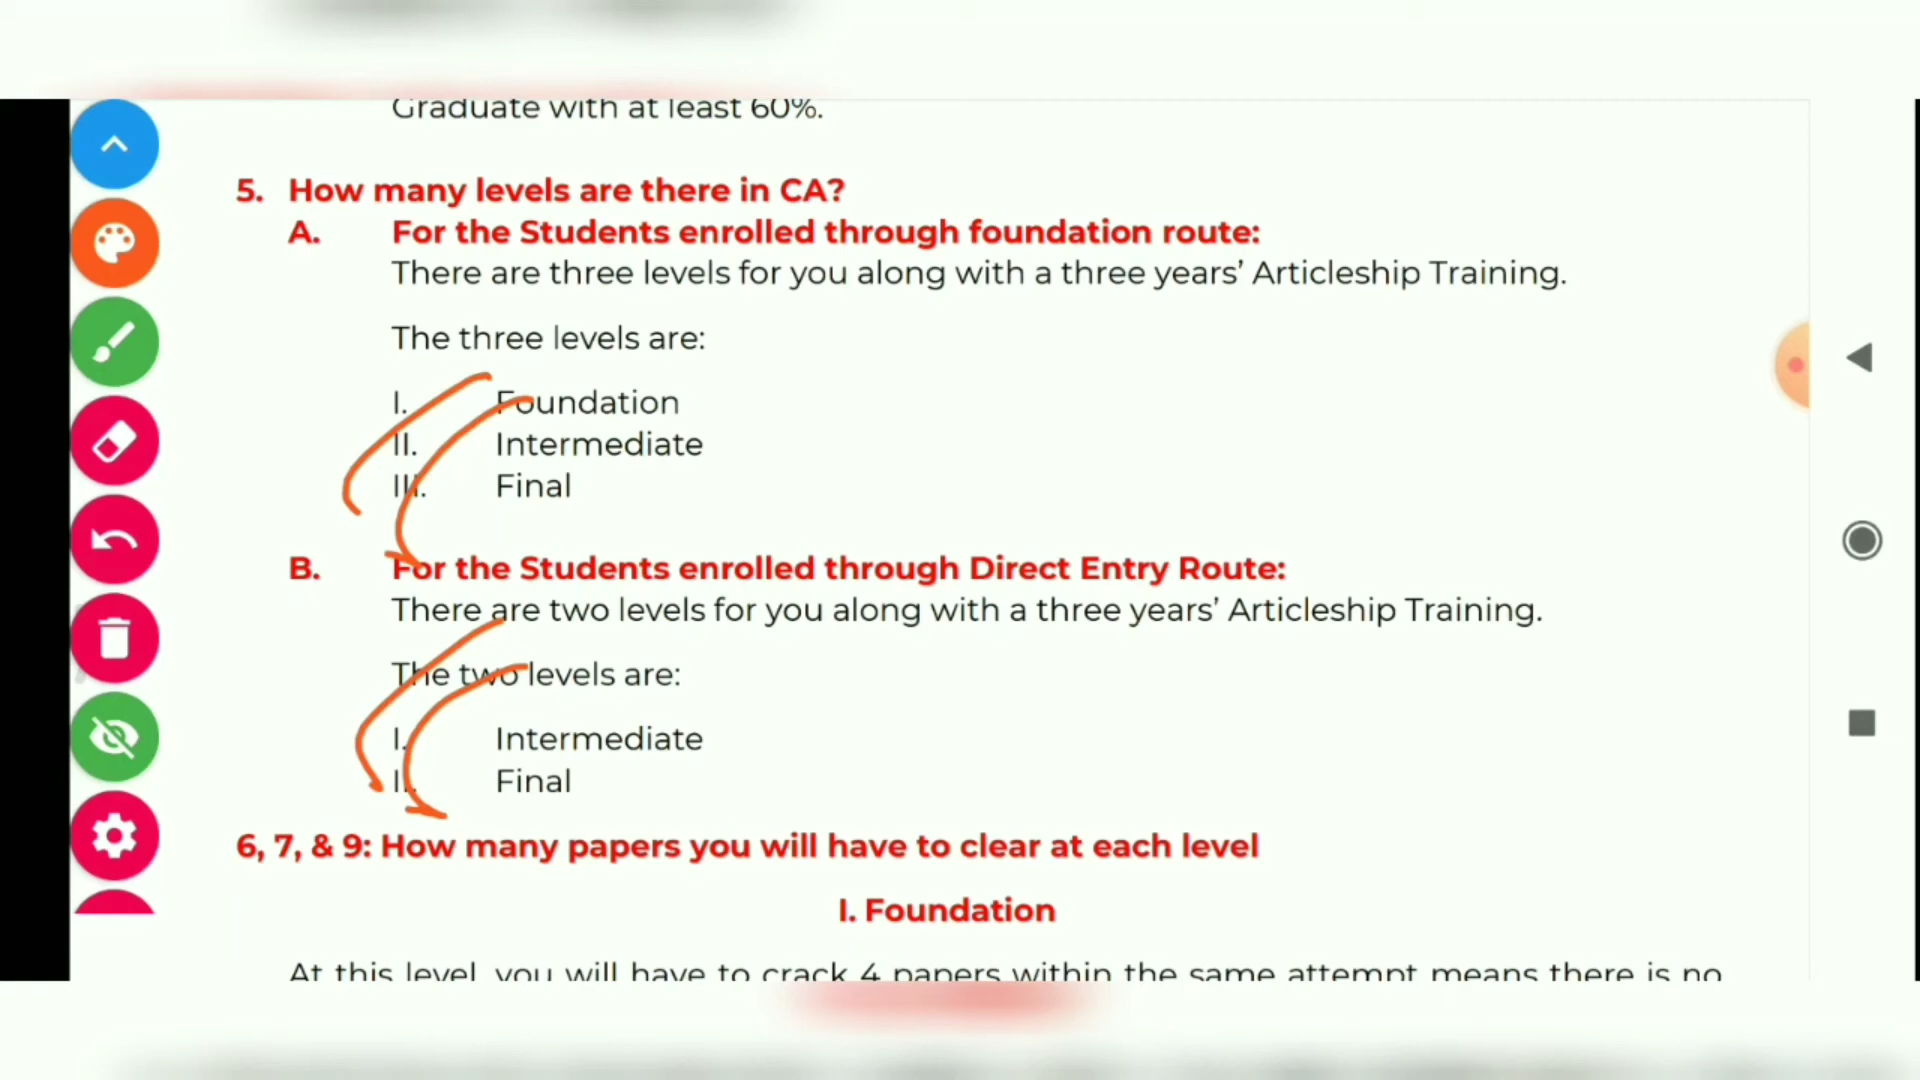 Graduate with at least 60%.
5. How many levels are there in CA?
A. For the Students enrolled through foundation route:
There are three levels for you along with a three years’ Articleship Training.
The three levels are:
I. Foundation
II. Intermediate
III. Final
B. For the Students enrolled through Direct Entry Route:
There are two levels for you along with a three years’ Articleship Training.
The two levels are:
I. Intermediate
II. Final
6, 7, & 9: How many papers you will have to clear at each level
I. Foundation
At this level, you will have to crack 4 papers within the same attempt means there is no